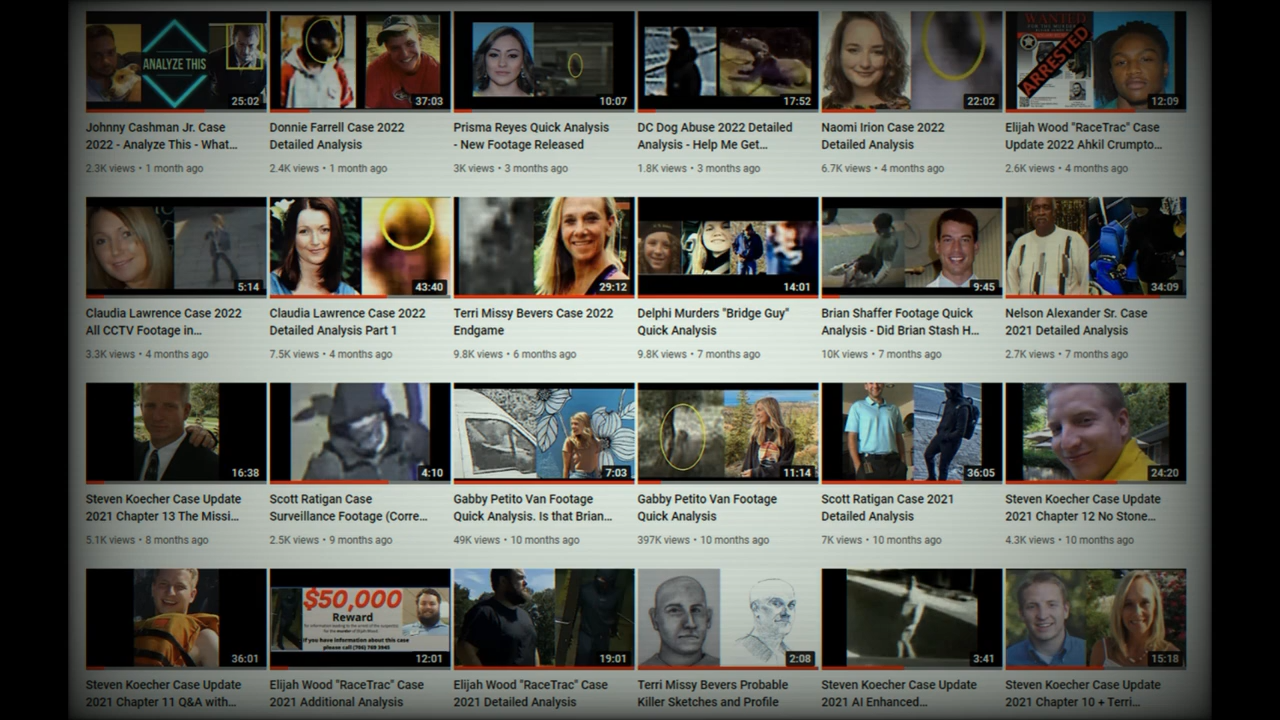 ANALYZE THIS
25:02
37:03
10:07
17:52
22:02
WANTED
ARRESTED
12:09
Johnny Cashman Jr. Case
2022 - Analyze This - What...
2.3K views • 1 month ago
Donnie Farrell Case 2022
Detailed Analysis
2.4K views • 1 month ago
Prisma Reyes Quick Analysis
- New Footage Released
3K views • 3 months ago
DC Dog Abuse 2022 Detailed
Analysis - Help Me Get...
1.8K views • 3 months ago
Naomi Irion Case 2022
Detailed Analysis
6.7K views • 4 months ago
Elijah Wood "RaceTrac" Case
Update 2022 Ahkil Crumpto...
2.6K views • 4 months ago
5:14
43:40
29:12
14:01
9:45
34:09
Claudia Lawrence Case 2022
All CCTV Footage in...
3.3K views • 4 months ago
Claudia Lawrence Case 2022
Detailed Analysis Part 1
7.5K views • 4 months ago
Terri Missy Bevers Case 2022
Endgame
9.8K views • 6 months ago
Delphi Murders "Bridge Guy"
Quick Analysis
9.8K views • 7 months ago
Brian Shaffer Footage Quick
Analysis - Did Brian Stash H...
10K views • 7 months ago
Nelson Alexander Sr. Case
2021 Detailed Analysis
2.7K views • 7 months ago
16:38
4:10
7:03
11:14
36:05
24:20
Steven Koecher Case Update
2021 Chapter 13 The Missi...
5.1K views • 8 months ago
Scott Ratigan Case
Surveillance Footage (Corre...
2.5K views • 9 months ago
Gabby Petito Van Footage
Quick Analysis. Is that Brian...
49K views • 10 months ago
Gabby Petito Van Footage
Quick Analysis
397K views • 10 months ago
Scott Ratigan Case 2021
Detailed Analysis
7K views • 10 months ago
Steven Koecher Case Update
2021 Chapter 12 No Stone...
4.3K views • 10 months ago
36:01
$50,000
Reward
If you have information about this case
please call (706) 769 3945
12:01
19:01
2:08
3:41
15:18
Steven Koecher Case Update
2021 Chapter 11 Q&A with...
Elijah Wood "RaceTrac" Case
2021 Additional Analysis
Elijah Wood "RaceTrac" Case
2021 Detailed Analysis
Terri Missy Bevers Probable
Killer Sketches and Profile
Steven Koecher Case Update
2021 AI Enhanced...
Steven Koecher Case Update
2021 Chapter 10 + Terri...